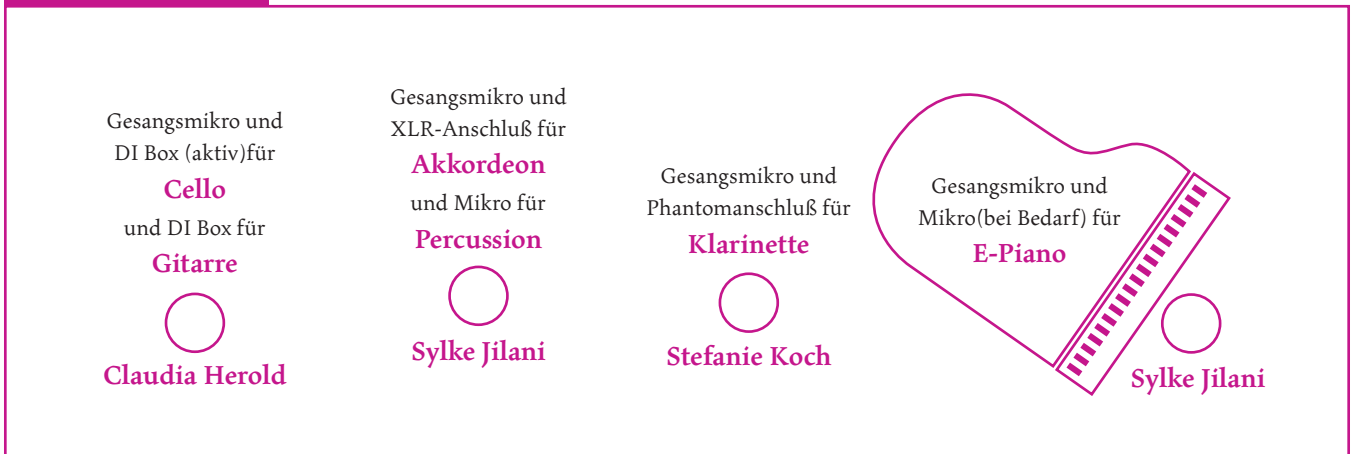 Gesangsmikro und
DI Box (aktiv)für
Cello
und DI Box für
Gitarre
Claudia Herold
Gesangsmikro und
XLR-Anschluß für
Akkordeon
und Mikro für
Percussion
Sylke Jilani
Gesangsmikro und
Phantomanschluß für
Klarinette
Stefanie Koch
Gesangsmikro und
Mikro(bei Bedarf) für
E-Piano
Sylke Jilani